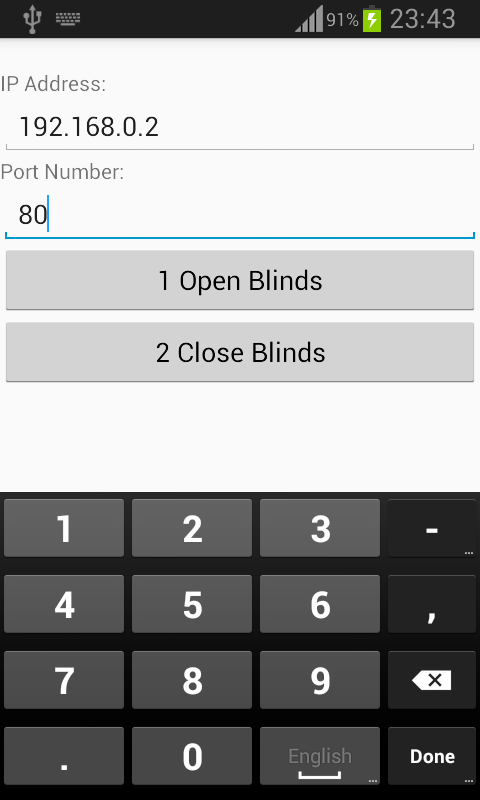 91% 23:43
IP Address:
192.168.0.2
Port Number:
80
1 Open Blinds
2 Close Blinds
1 2 3 -
4 5 6 ,
7 8 9
. 0 English Done